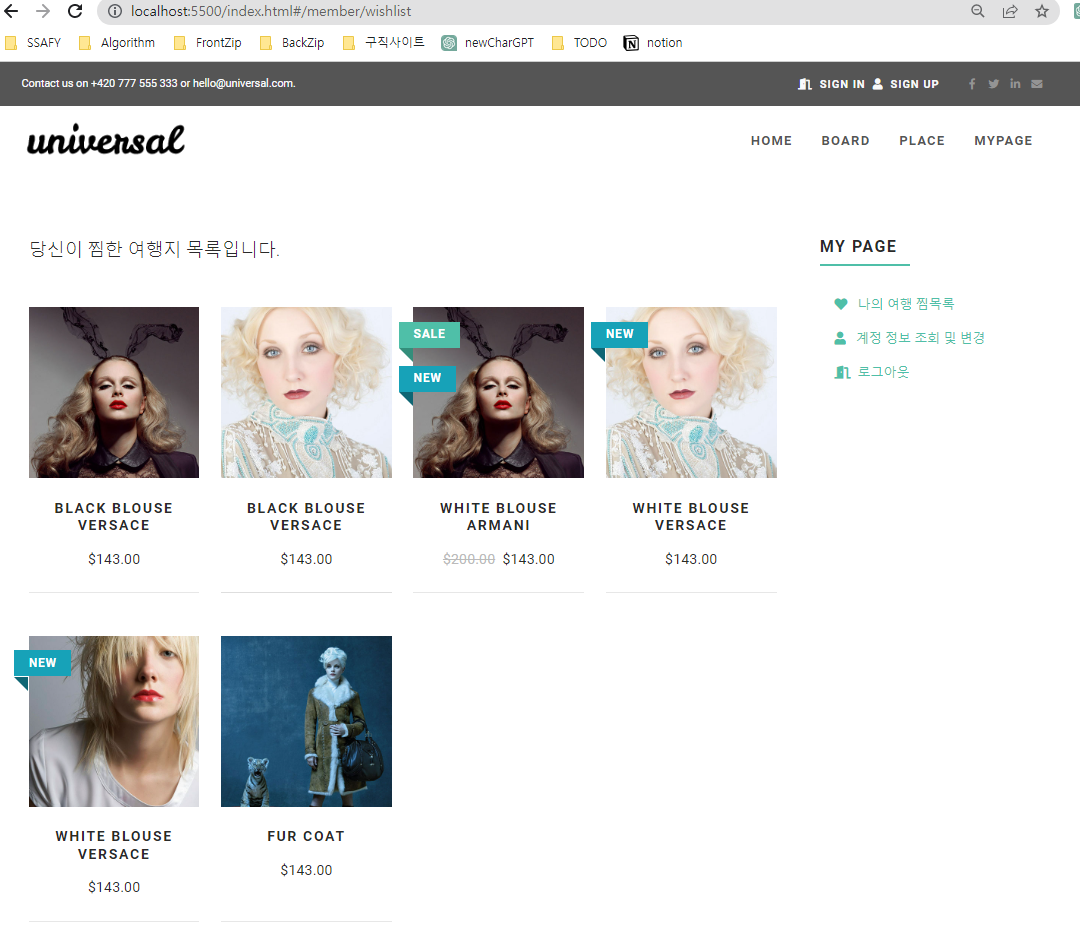 localhost:5500/index.html#/member/wishlist
SSAFY Algorithm FrontZip BackZip 구직사이트 newCharGPT TODO notion
Contact us on +420 777 555 333 or hello@universal.com. SIGN IN SIGN UP
universal HOME BOARD PLACE MYPAGE
당신이 찜한 여행지 목록입니다.
MY PAGE
나의 여행 찜목록
계정 정보 조회 및 변경
로그아웃
SALE
NEW
NEW
BLACK BLOUSE
VERSACE
$143.00
BLACK BLOUSE
VERSACE
$143.00
WHITE BLOUSE
ARMANI
$200.00 $143.00
WHITE BLOUSE
VERSACE
$143.00
NEW
WHITE BLOUSE
VERSACE
$143.00
FUR COAT
$143.00